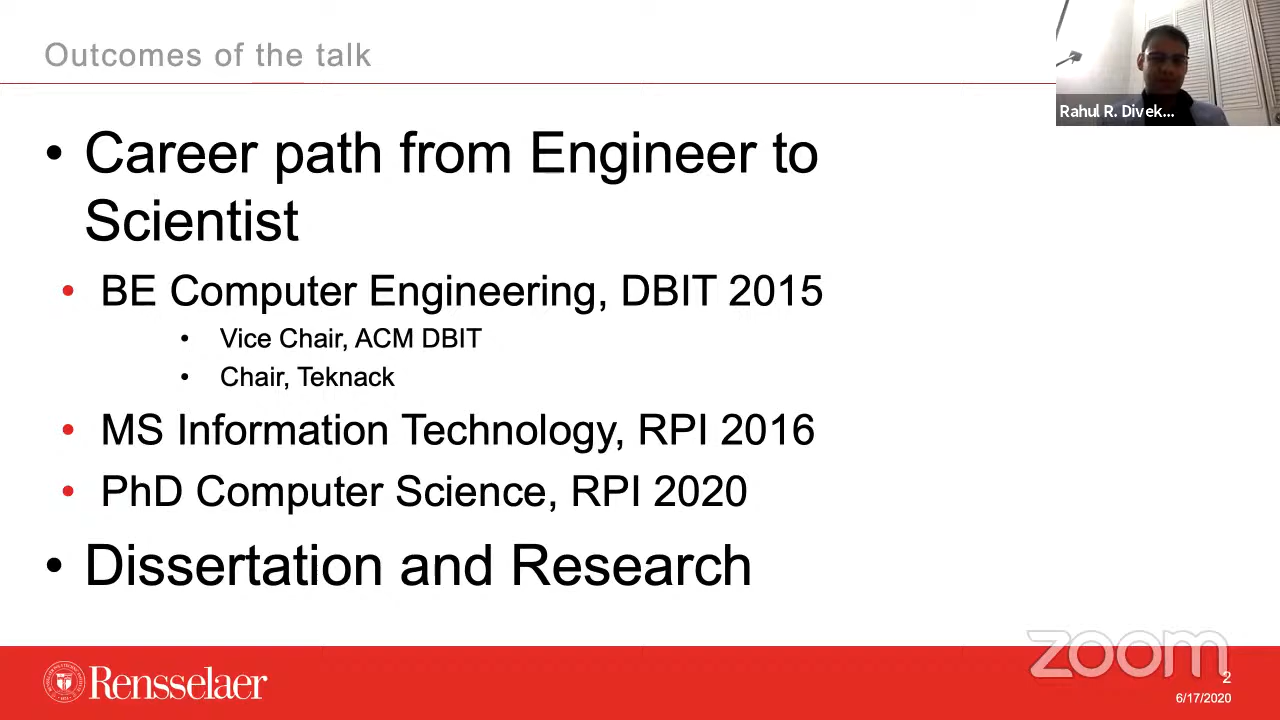 Outcomes of the talk
Rahul R. Divek...
• Career path from Engineer to
Scientist
• BE Computer Engineering, DBIT 2015
• Vice Chair, ACM DBIT
• Chair, Teknack
• MS Information Technology, RPI 2016
• PhD Computer Science, RPI 2020
• Dissertation and Research
Rensselaer
zoom
2
6/17/2020